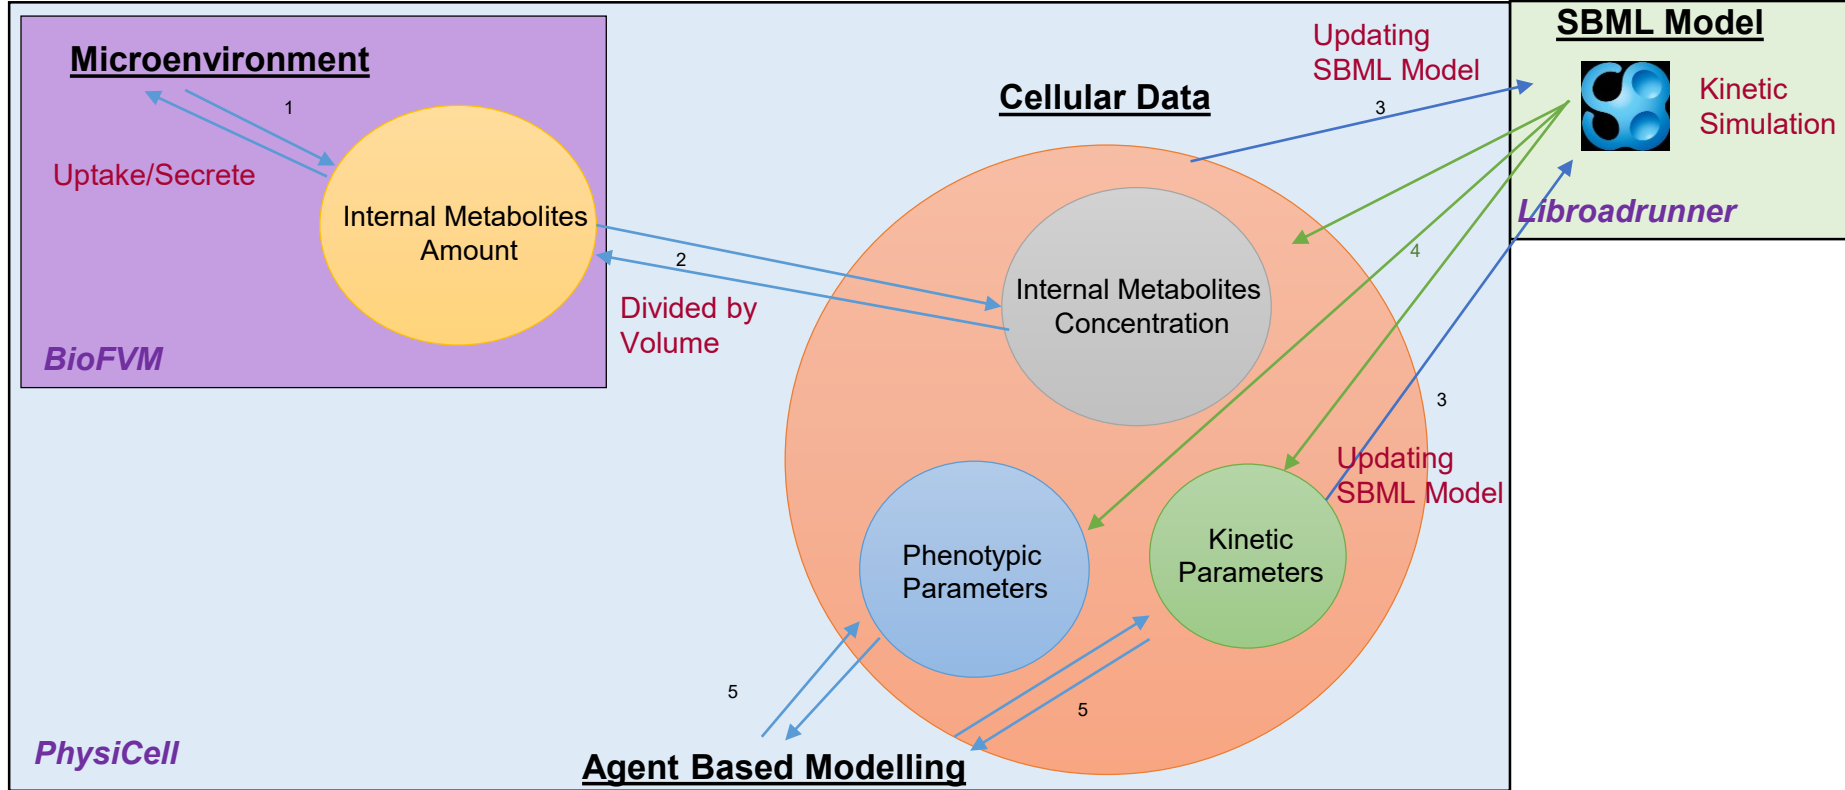 Microenvironment
1
Uptake/Secrete
Internal Metabolites
Amount
BioFVM
2
Divided by
Volume
Cellular Data
Internal Metabolites
Concentration
Updating
SBML Model
3
SBML Model
Kinetic
Simulation
Libroadrunner
4
3
Updating
SBML Model
Phenotypic
Parameters
Kinetic
Parameters
5
5
Agent Based Modelling
PhysiCell